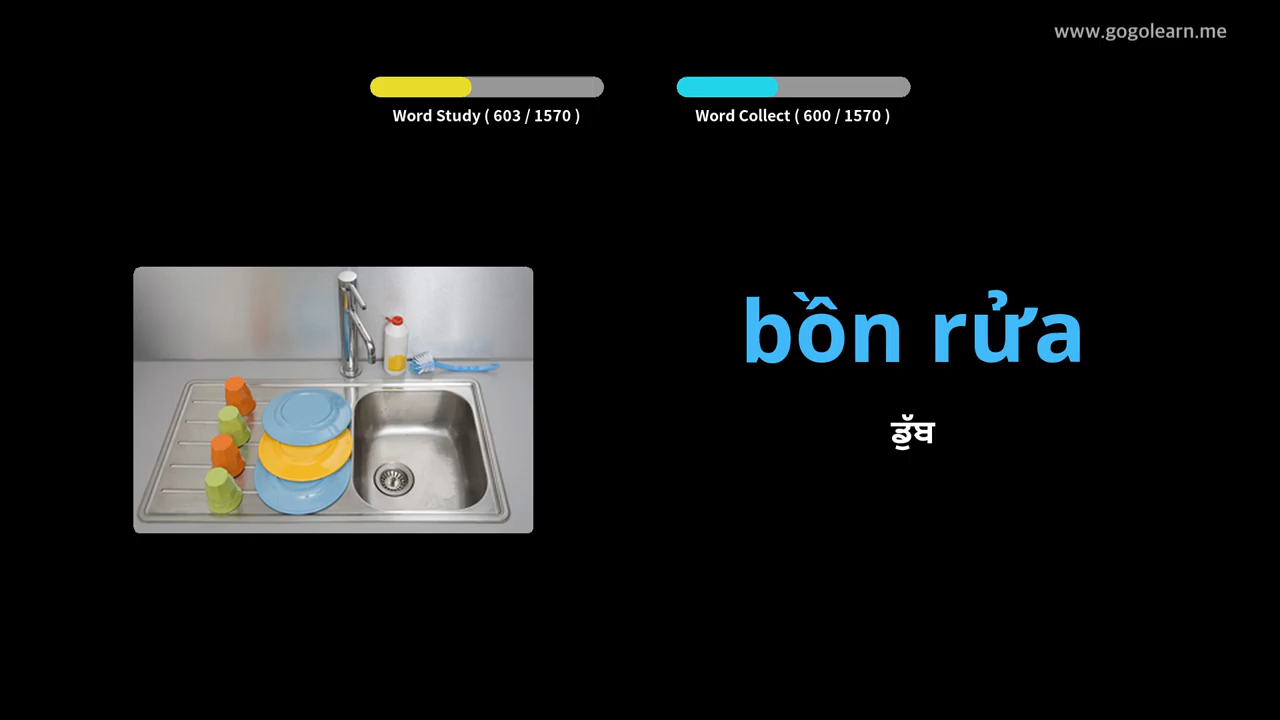 www.gogolearn.me
Word Study ( 603 / 1570 )
Word Collect ( 600 / 1570 )
bồn rửa
ਡੁੱਬ